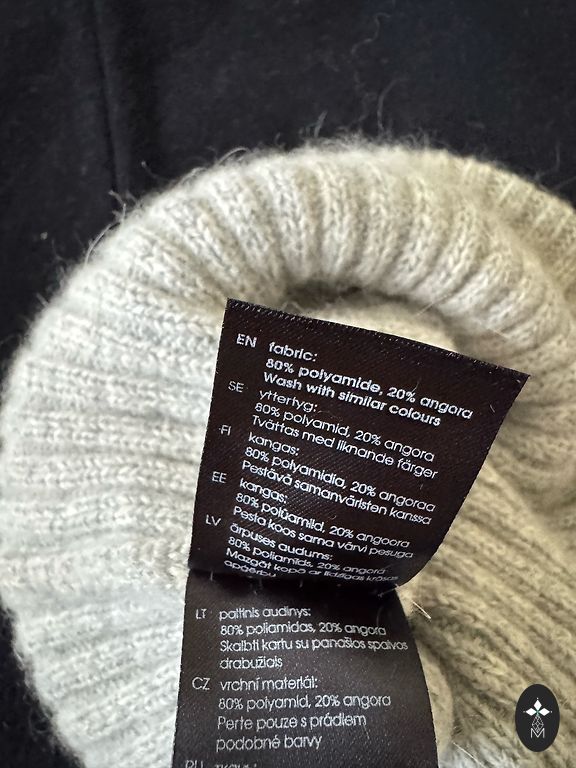 EN fabric:
80% polyamide, 20% angora
Wash with similar colours
SE yttertyg:
80% polyamid, 20% angora
Tvättas med liknande färger
FI kangas:
80% polyamidia, 20% angoraa
Pestävä samanväristen kanssa
EE kangas:
80% polüamiid, 20% angoora
Pesta koos sama värvi pesuga
LV ārpuses audums:
80% poliamīds, 20% angora
Mazgāt kopā ar līdzīgas krāsas
apģērbu
LT paltinis audinys:
80% poliamidas, 20% angora
Skalbti kartu su panašios spalvos
drabužiais
CZ vrchní materiál:
80% polyamid, 20% angora
Perte pouze s prádlem
podobné barvy
RU
M